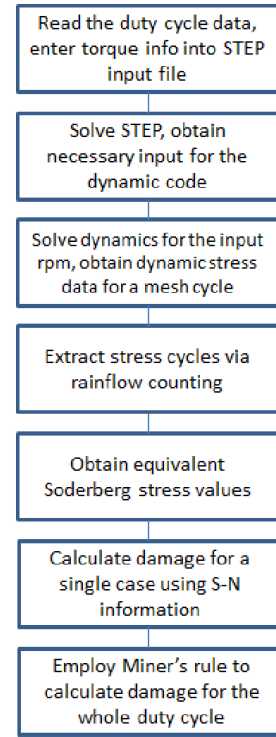 Read the duty cycle data,
enter torque info into STEP
input file
Solve STEP, obtain
necessary input for the
dynamic code
Solve dynamics for the input
rpm, obtain dynamic stress
data for a mesh cycle
Extract stress cycles via
rainflow counting
Obtain equivalent
Soderberg stress values
Calculate damage for a
single case using S-N
information
Employ Miner's rule to
calculate damage for the
whole duty cycle